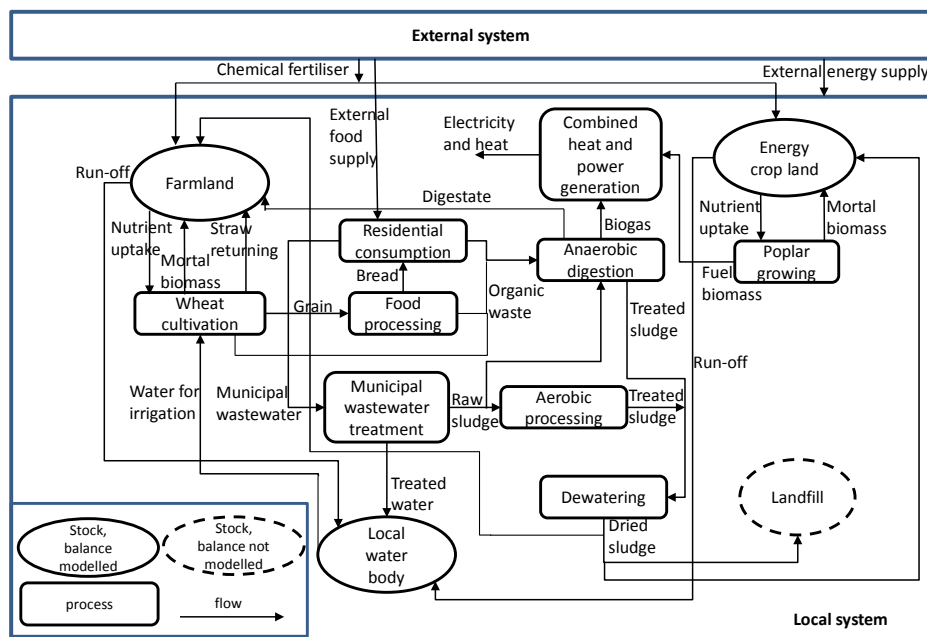 External system
Chemical fertiliser
External energy supply
External
food
supply
Electricity
and heat
Combined
heat and
power
generation
Energy
crop land
Run-off
Farmland
Digestate
Biogas
Nutrient
uptake
Mortal
biomass
Nutrient
uptake
Mortal
biomass
Straw
returning
Residential
consumption
Anaerobic
digestion
Poplar
growing
Fuel
biomass
Bread
Organic
waste
Wheat
cultivation
Grain
Food
processing
Treated
sludge
Run-off
Water for
irrigation
Municipal
wastewater
Municipal
wastewater
treatment
Raw
sludge
Aerobic
processing
Treated
sludge
Treated
water
Dewatering
Dried
sludge
Landfill
Local
water
body
Stock,
balance
modelled
Stock,
balance not
modelled
process
flow
Local system